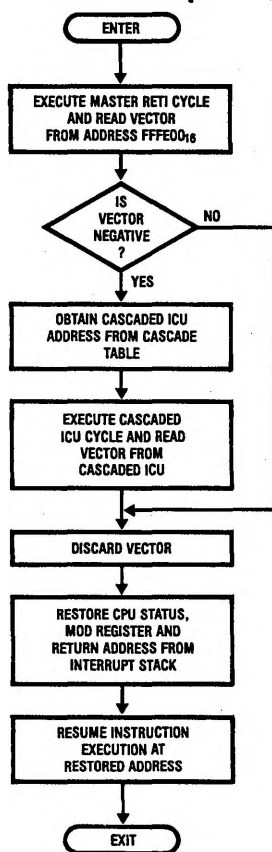 ENTER
EXECUTE MASTER RETI CYCLE
AND READ VECTOR
FROM ADDRESS FFFE00₁₆
IS
VECTOR
NEGATIVE
?
NO
YES
OBTAIN CASCADED ICU
ADDRESS FROM CASCADE
TABLE
EXECUTE CASCADED
ICU CYCLE AND READ
VECTOR FROM
CASCADED ICU
DISCARD VECTOR
RESTORE CPU STATUS,
MOD REGISTER AND
RETURN ADDRESS FROM
INTERRUPT STACK
RESUME INSTRUCTION
EXECUTION AT
RESTORED ADDRESS
EXIT